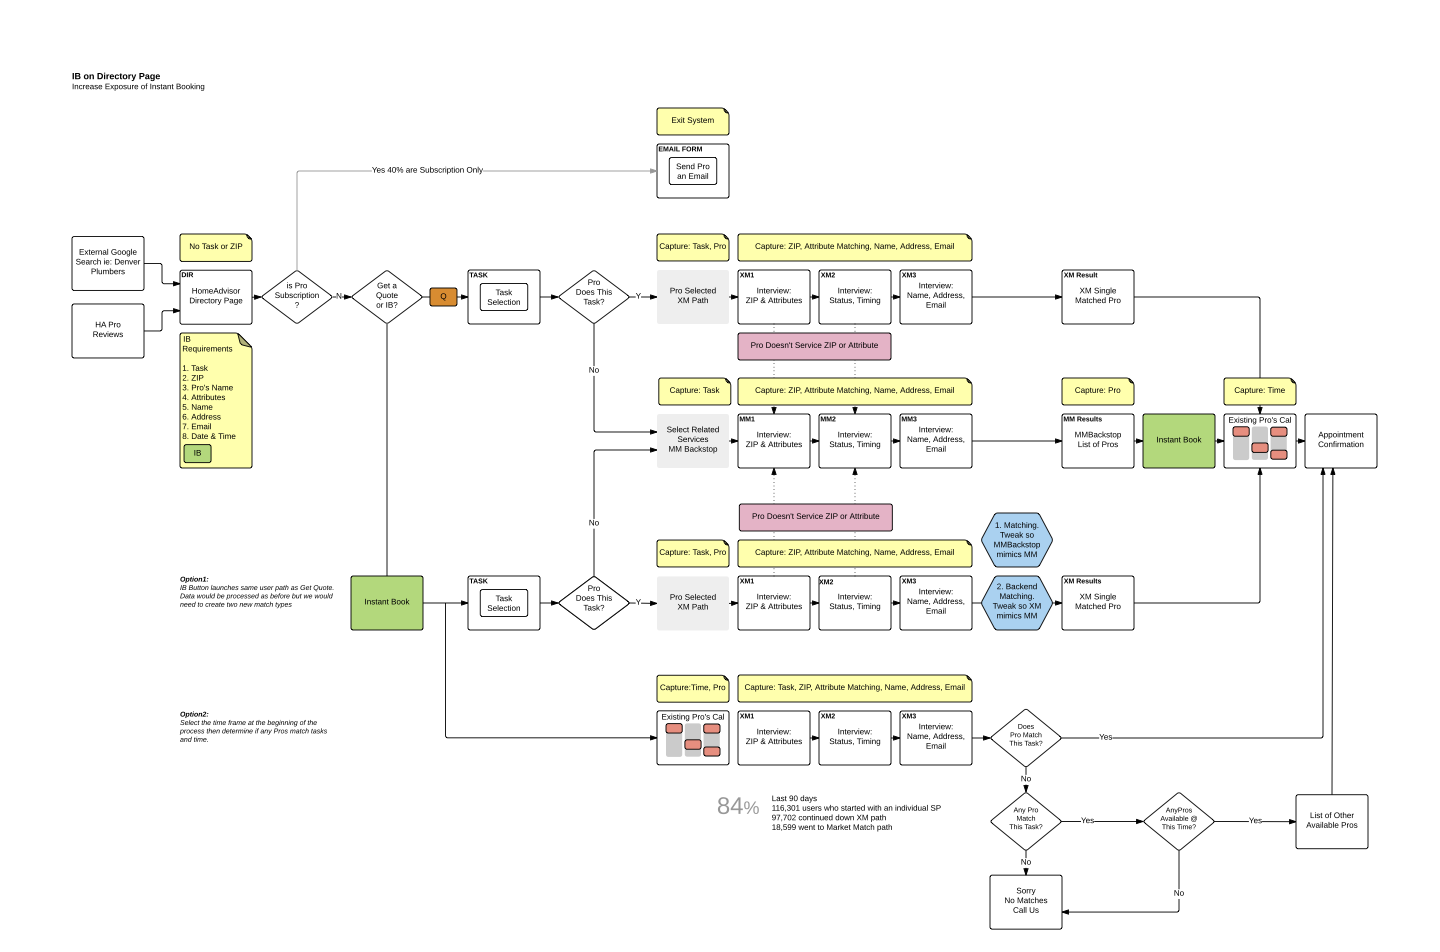 IB on Directory Page
Increase Exposure of Instant Booking
Exit System
EMAIL FORM
Send Pro
an Email
Yes 40% are Subscription Only
External Google
Search ie: Denver
Plumbers
HA Pro
Reviews
No Task or ZIP
DIR
HomeAdvisor
Directory Page
is Pro
Subscription
?
N
Get a
Quote
or IB?
Q
TASK
Task
Selection
Pro
Does This
Task?
Y
No
Capture: Task, Pro
Pro Selected
XM Path
Capture: ZIP, Attribute Matching, Name, Address, Email
XM1
Interview:
ZIP & Attributes
XM2
Interview:
Status, Timing
XM3
Interview:
Name, Address,
Email
XM Result
XM Single
Matched Pro
IB
Requirements
1. Task
2. ZIP
3. Pro's Name
4. Attributes
5. Name
6. Address
7. Email
8. Date & Time
IB
Pro Doesn't Service ZIP or Attribute
Capture: Task
Select Related
Services
MM Backstop
Capture: ZIP, Attribute Matching, Name, Address, Email
MM1
Interview:
ZIP & Attributes
MM2
Interview:
Status, Timing
MM3
Interview:
Name, Address,
Email
Capture: Pro
MM Results
MMBackstop
List of Pros
Instant Book
Capture: Time
Existing Pro's Cal
Appointment
Confirmation
Pro Doesn't Service ZIP or Attribute
No
1. Matching.
Tweak so
MMBackstop
mimics MM
Option1:
IB Button launches same user path as Get Quote.
Data would be processed as before but we would
need to create two new match types
Instant Book
TASK
Task
Selection
Pro
Does This
Task?
Y
Capture: Task, Pro
Pro Selected
XM Path
Capture: ZIP, Attribute Matching, Name, Address, Email
XM1
Interview:
ZIP & Attributes
XM2
Interview:
Status, Timing
XM3
Interview:
Name, Address,
Email
2. Backend
Matching.
Tweak so XM
mimics MM
XM Results
XM Single
Matched Pro
Option2:
Select the time frame at the beginning of the
process then determine if any Pros match tasks
and time.
Capture:Time, Pro
Existing Pro's Cal
Capture: Task, ZIP, Attribute Matching, Name, Address, Email
XM1
Interview:
ZIP & Attributes
XM2
Interview:
Status, Timing
XM3
Interview:
Name, Address,
Email
Does
Pro Match
This Task?
Yes
No
84%
Last 90 days
116,301 users who started with an individual SP
97,702 continued down XM path
18,599 went to Market Match path
Any Pro
Match
This Task?
Yes
AnyPros
Available @
This Time?
Yes
List of Other
Available Pros
No
No
Sorry
No Matches
Call Us